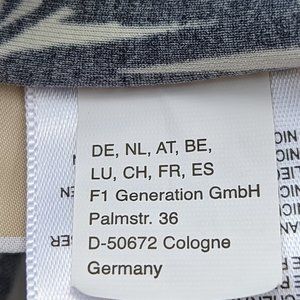 DE, NL, AT, BE,
LU, CH, FR, ES
F1 Generation GmbH
Palmstr. 36
D-50672 Cologne
Germany